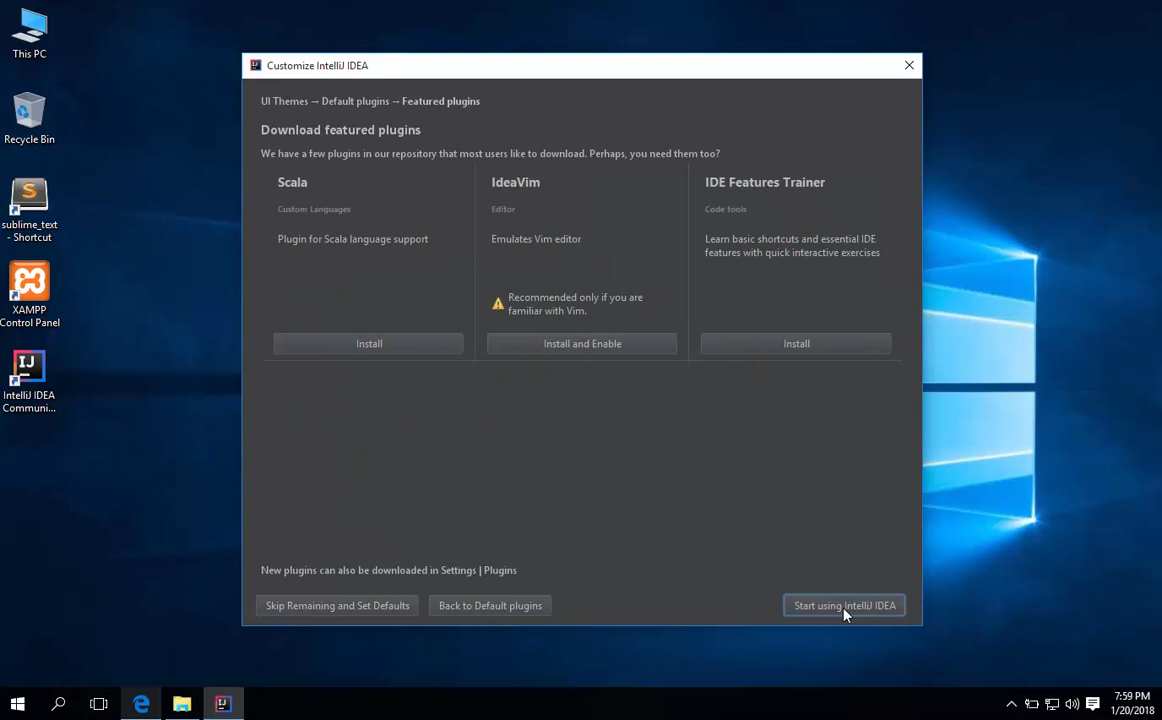 This PC
Recycle Bin
sublime_text
- Shortcut
XAMPP
Control Panel
IntelliJ IDEA
Communi...
Customize IntelliJ IDEA
UI Themes → Default plugins → Featured plugins
Download featured plugins
We have a few plugins in our repository that most users like to download. Perhaps, you need them too?
Scala
Custom Languages
Plugin for Scala language support
Install
IdeaVim
Editor
Emulates Vim editor
Recommended only if you are
familiar with Vim.
Install and Enable
IDE Features Trainer
Code tools
Learn basic shortcuts and essential IDE
features with quick interactive exercises
Install
New plugins can also be downloaded in Settings | Plugins
Skip Remaining and Set Defaults
Back to Default plugins
Start using IntelliJ IDEA
7:59 PM
1/20/2018